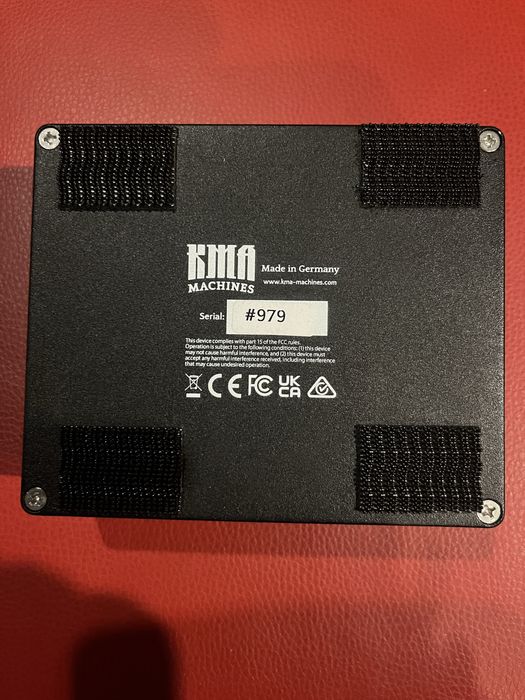 KMA
MACHINES
Made in Germany
www.kma-machines.com
Serial: #979
This device complies with part 15 of the FCC rules.
Operation is subject to the following conditions: (1) this device
may not cause harmful interference, and (2) this device must
accept any harmful interference received, including interference
that may cause undesired operation.
CE FC UK
CA